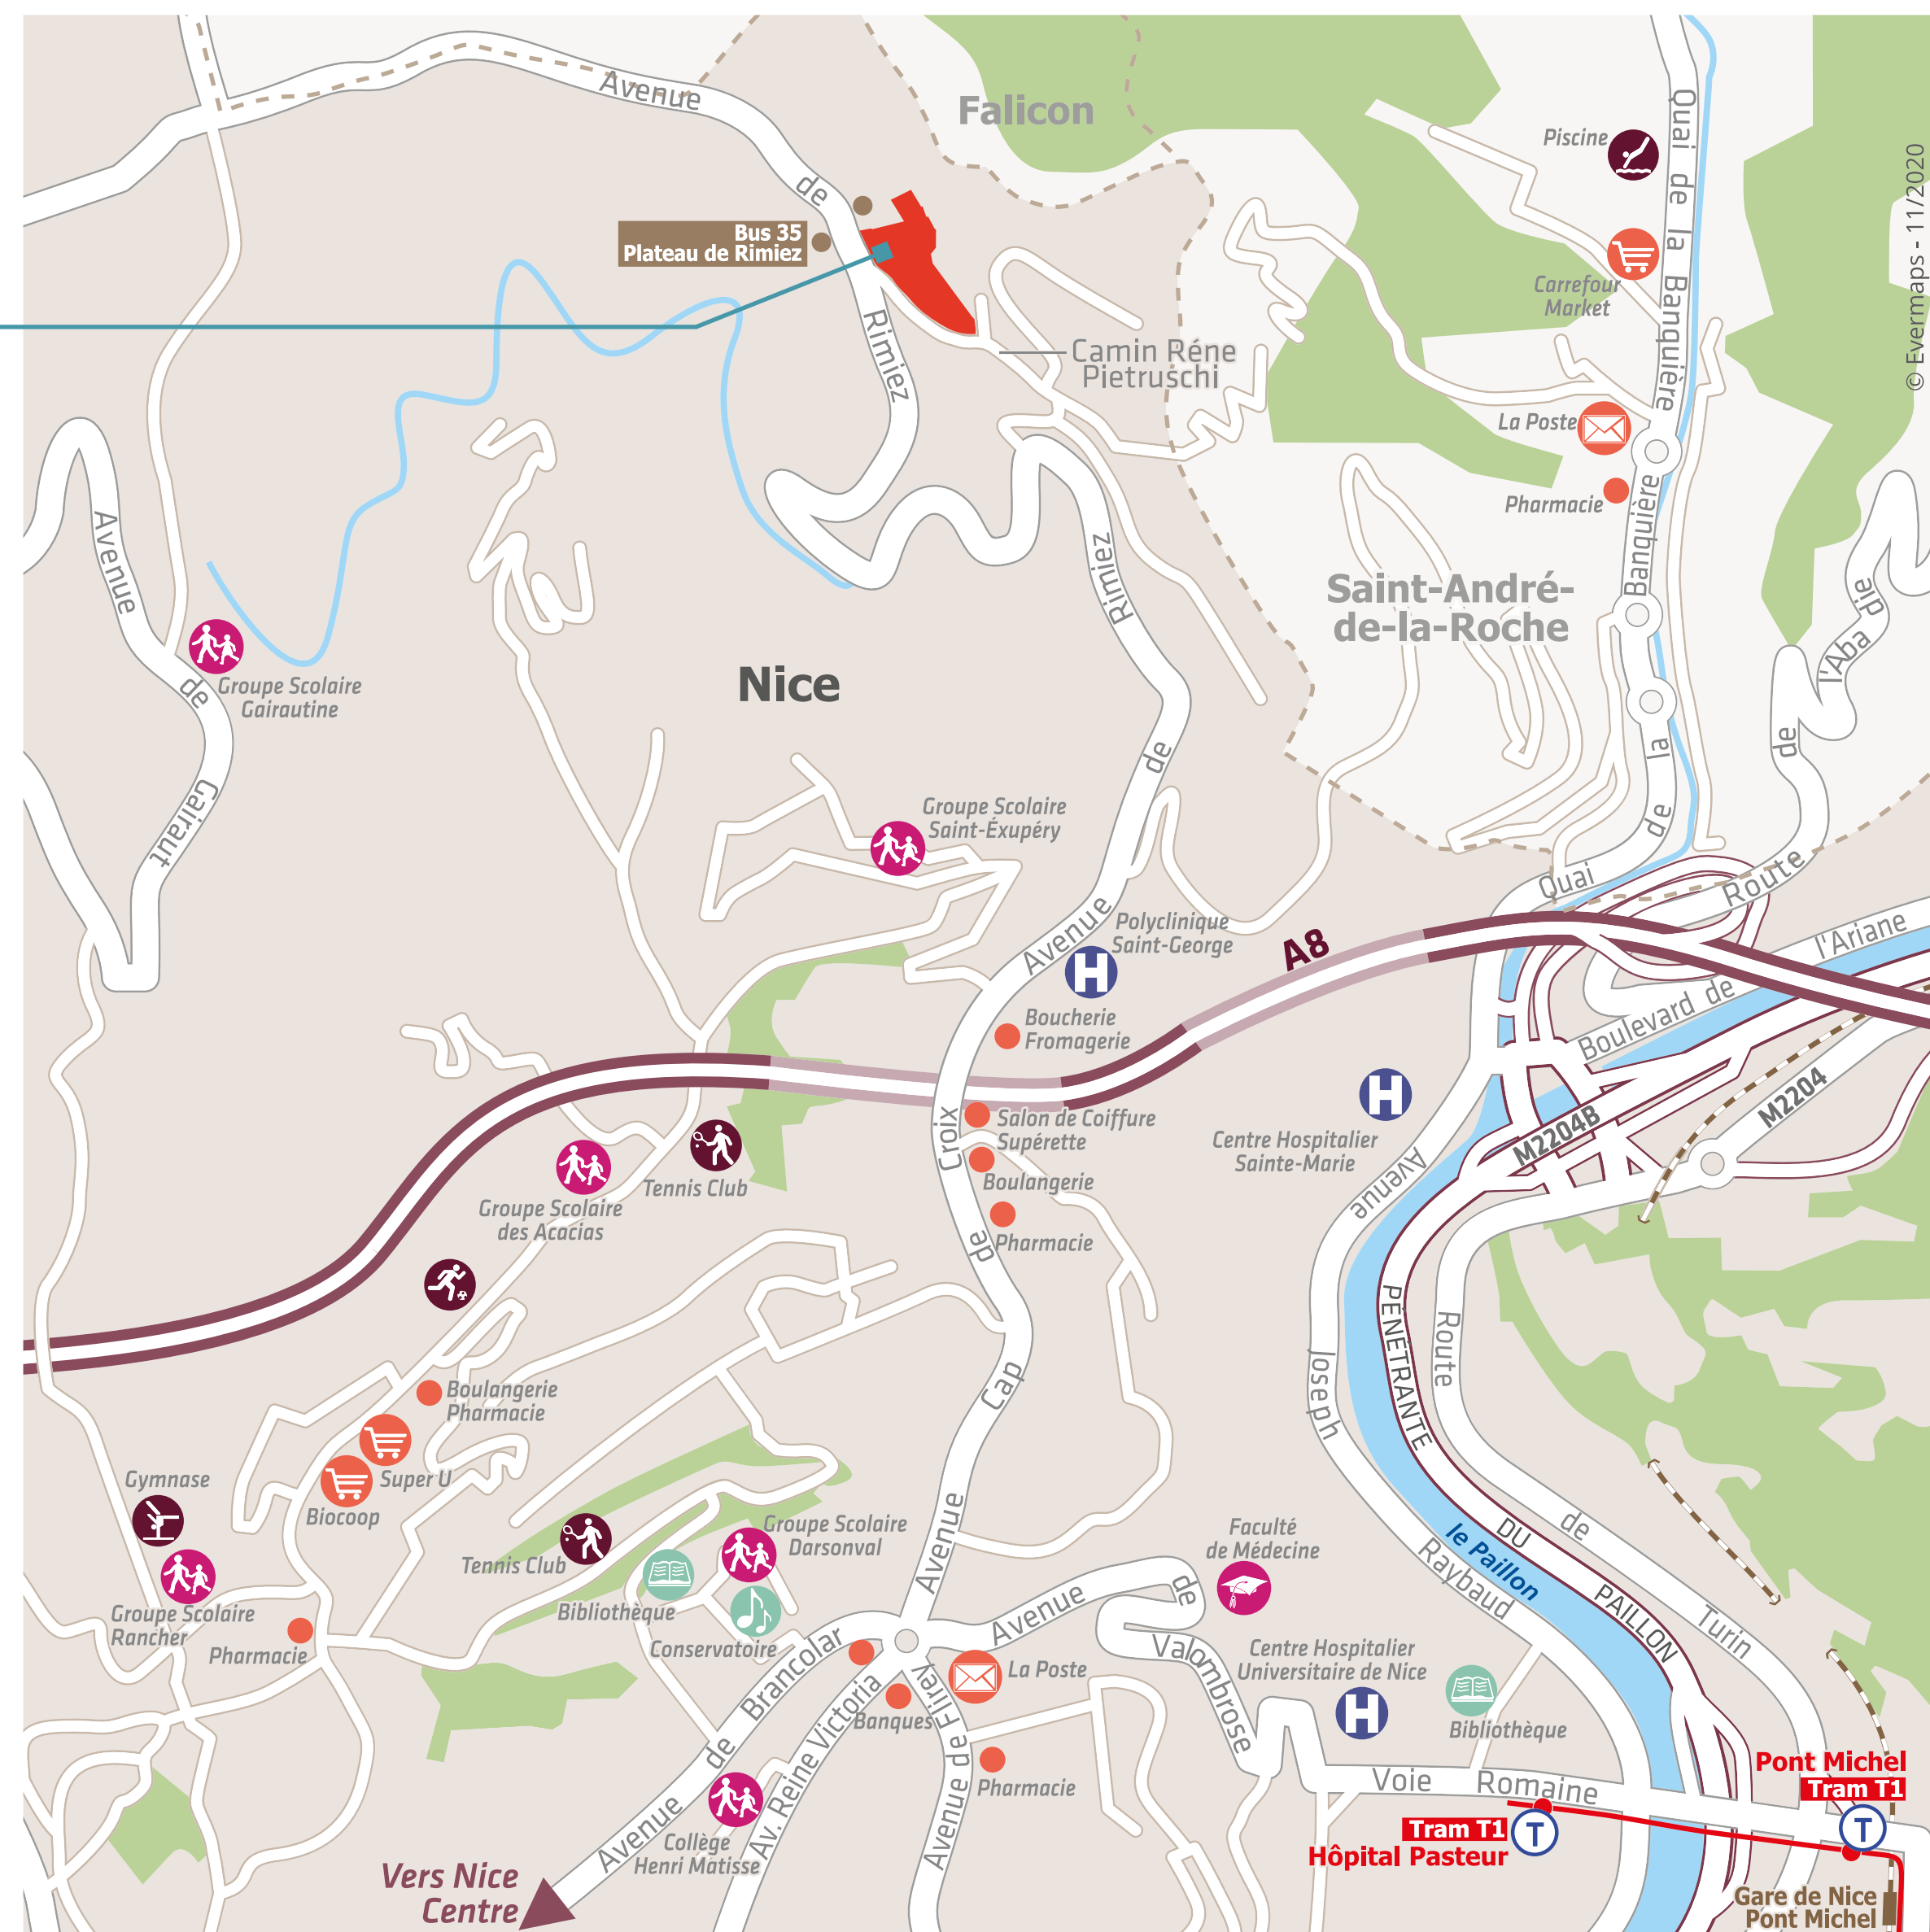 Avenue
de
Rimiez
Falicon
Piscine
Quai de la Banquière
© Evermaps - 11/2020
Bus 35
Plateau de Rimiez
Carrefour
Market
Camin Réne
Pietruschi
La Poste
Pharmacie
Banquière
de la
Quai
Saint-André-
de-la-Roche
Avenue
de
Gairaut
Groupe Scolaire
Gairautine
Nice
Rimiez
de
Avenue
Route
de
l'Aba
die
Groupe Scolaire
Saint-Éxupéry
Polyclinique
Saint-George
A8
l'Ariane
Boulevard de
Boucherie
Fromagerie
M2204
M2204B
Croix
de
Cap
Avenue
Salon de Coiffure
Supérette
Boulangerie
Pharmacie
Centre Hospitalier
Sainte-Marie
Tennis Club
Groupe Scolaire
des Acacias
Avenue
Joseph
Raybaud
PÉNÉTRANTE
DU
PAILLON
Route
de
Turin
le Paillon
Boulangerie
Pharmacie
Super U
Biocoop
Gymnase
Groupe Scolaire
Rancher
Pharmacie
Tennis Club
Groupe Scolaire
Darsonval
Bibliothèque
Conservatoire
Faculté
de Médecine
Avenue
de
Valombrose
Centre Hospitalier
Universitaire de Nice
Bibliothèque
La Poste
Banques
Pharmacie
Avenue de Brancolar
Av. Reine Victoria
Avenue de Flirey
Collège
Henri Matisse
Vers Nice
Centre
Voie Romaine
Pont Michel
Tram T1
T
Tram T1
Hôpital Pasteur
T
Gare de Nice
Pont Michel
H
H
H